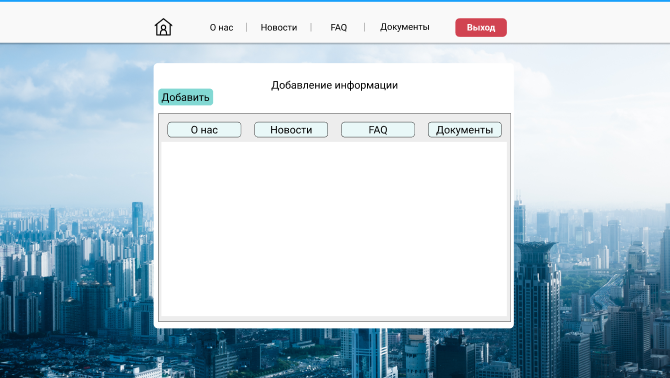 О нас
Новости
FAQ
Документы
Выход
Добавление информации
Добавить
О нас
Новости
FAQ
Документы